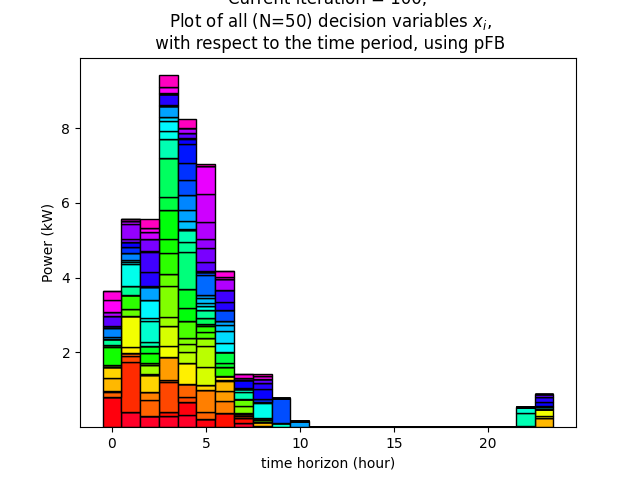 Current iteration = 100,
Plot of all (N=50) decision variables xᵢ,
with respect to the time period, using pFB
8
6
4
2
Power (kW)
0 5 10 15 20
time horizon (hour)